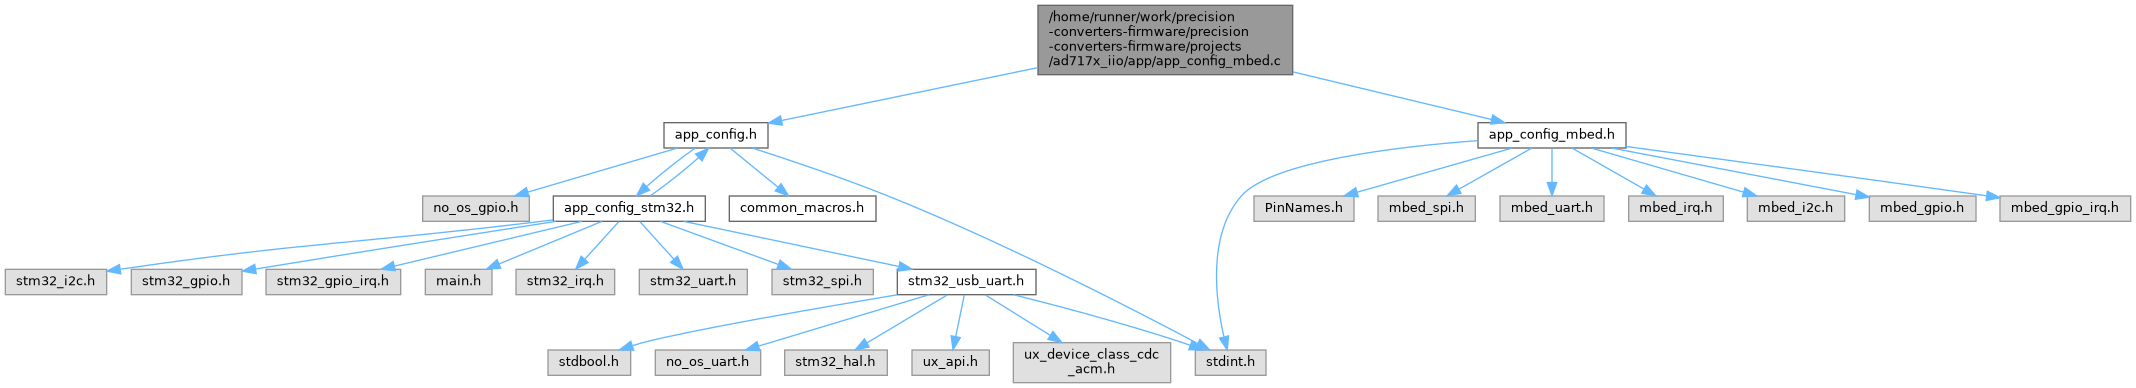 /home/runner/work/precision
-converters-firmware/precision
-converters-firmware/projects
/ad717x_iio/app/app_config_mbed.c
app_config.h
app_config_mbed.h
no_os_gpio.h
app_config_stm32.h
common_macros.h
PinNames.h
mbed_spi.h
mbed_uart.h
mbed_irq.h
mbed_i2c.h
mbed_gpio.h
mbed_gpio_irq.h
stm32_i2c.h
stm32_gpio.h
stm32_gpio_irq.h
main.h
stm32_irq.h
stm32_uart.h
stm32_spi.h
stm32_usb_uart.h
stdbool.h
no_os_uart.h
stm32_hal.h
ux_api.h
ux_device_class_cdc
_acm.h
stdint.h